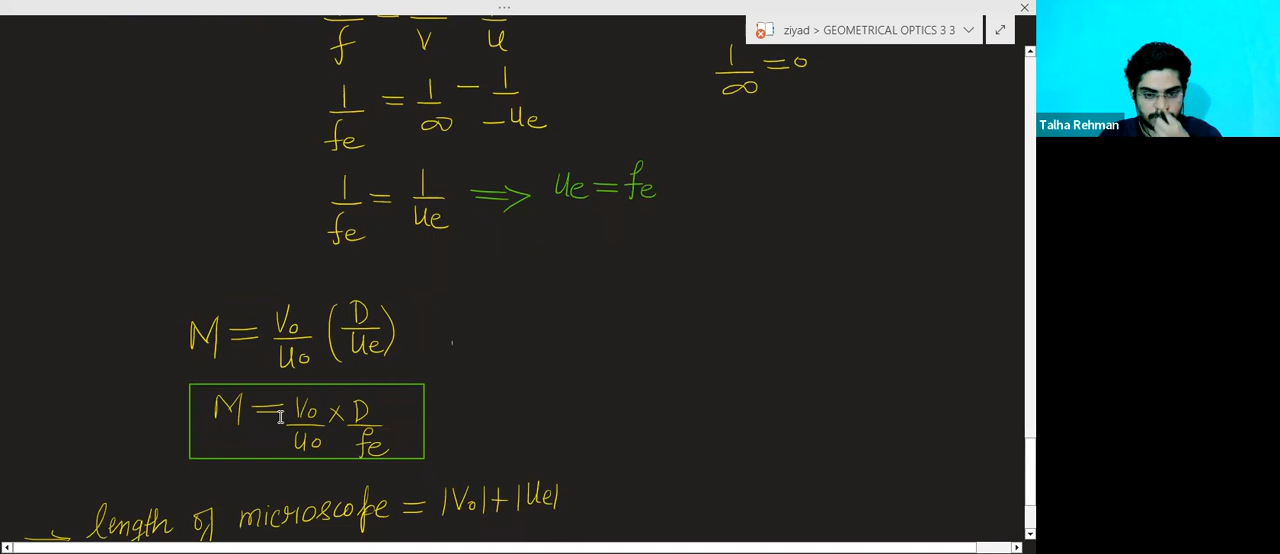 ziyad > GEOMETRICAL OPTICS 3 3
Talha Rehman
f = v u
1/∞ = 0
1/fe = 1/∞ - 1/-ue
1/fe = 1/ue ⟹ ue = fe
M = Vo/uo (D/ue)
M = Vo/uo × D/fe
→ length of microscope = |Vo| + |ue|